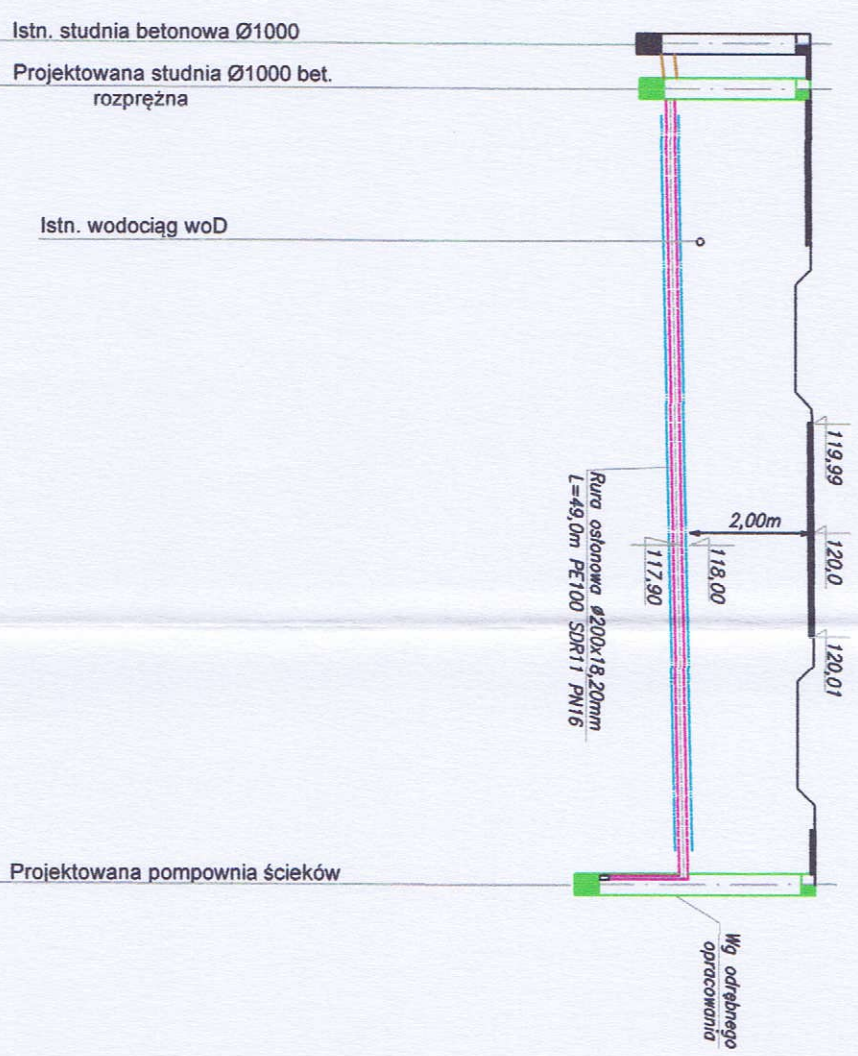 Istn. studnia betonowa Ø1000
Projektowana studnia Ø1000 bet.
rozprężna
Istn. wodociąg woD
119,99
2,00m
120,0
118,00
117,90
120,01
Rura osłonowa Ø200x18,20mm
L=49,0m PE100 SDR11 PN16
Projektowana pompownia ścieków
Wg odrębnego
opracowania